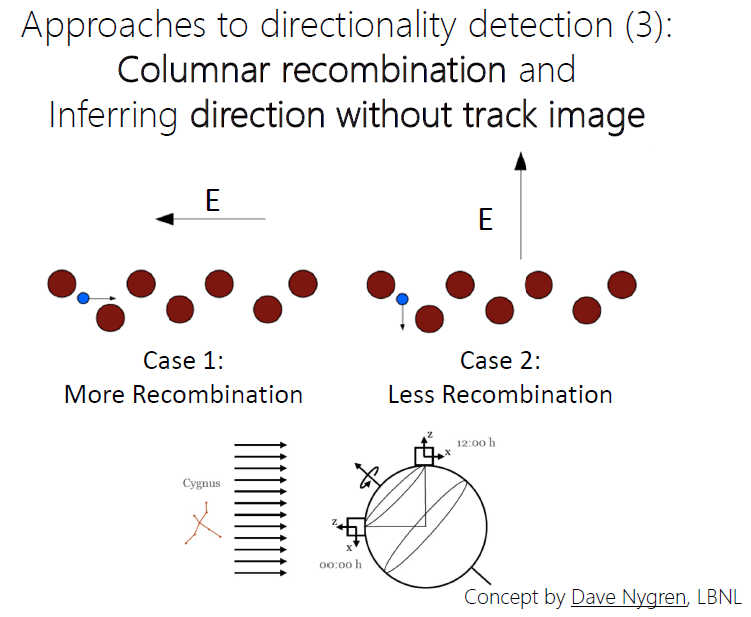 Approaches to directionality detection (3):
Columnar recombination and
Inferring direction without track image
E
E
Case 1:
More Recombination
Case 2:
Less Recombination
Cygnus
z
x
12:00 h
z
x
00:00 h
Concept by Dave Nygren, LBNL